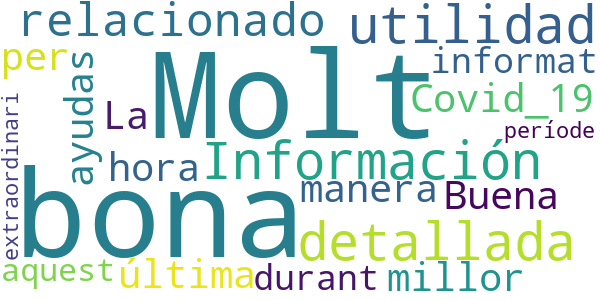 relacionado utilidad
per Molt informat
ayudas La Covid_19
període
extraordinari hora Información
bona manera Buena
detallada
aquest última durant millor